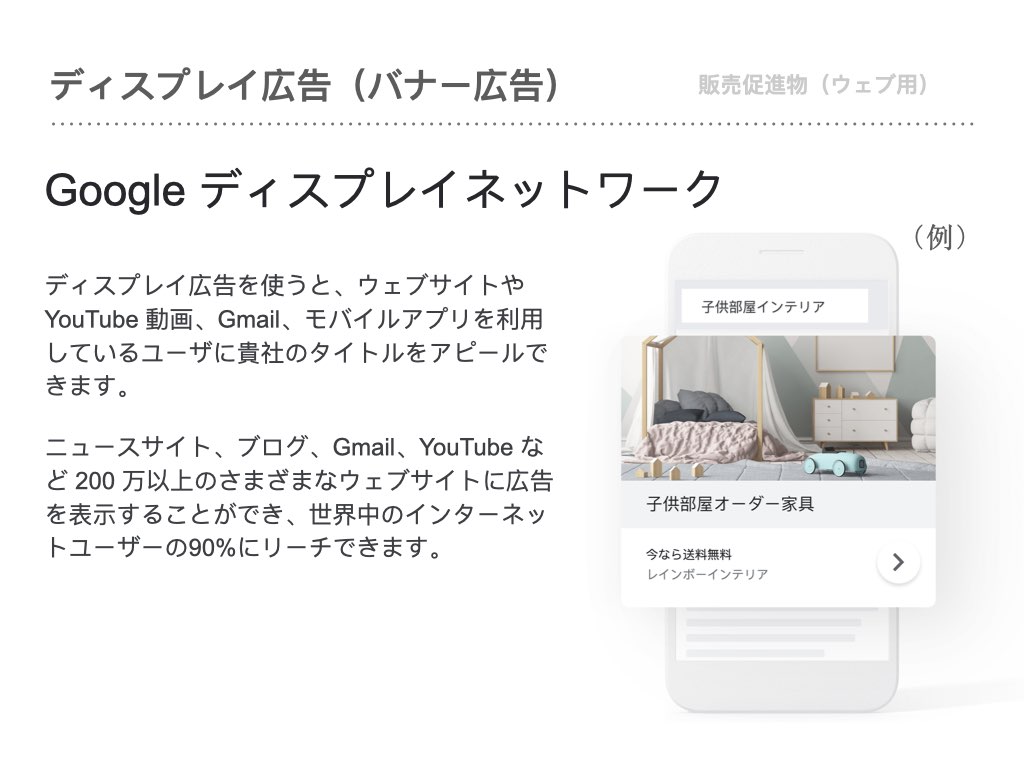 ディスプレイ広告（バナー広告）
販売促進物（ウェブ用）
Google ディスプレイネットワーク
（例）
ディスプレイ広告を使うと、ウェブサイトや
YouTube 動画、Gmail、モバイルアプリを利用
しているユーザに貴社のタイトルをアピールで
きます。
ニュースサイト、ブログ、Gmail、YouTube な
ど 200 万以上のさまざまなウェブサイトに広告
を表示することができ、世界中のインターネッ
トユーザーの90%にリーチできます。
子供部屋インテリア
子供部屋オーダー家具
今なら送料無料
レインボーインテリア